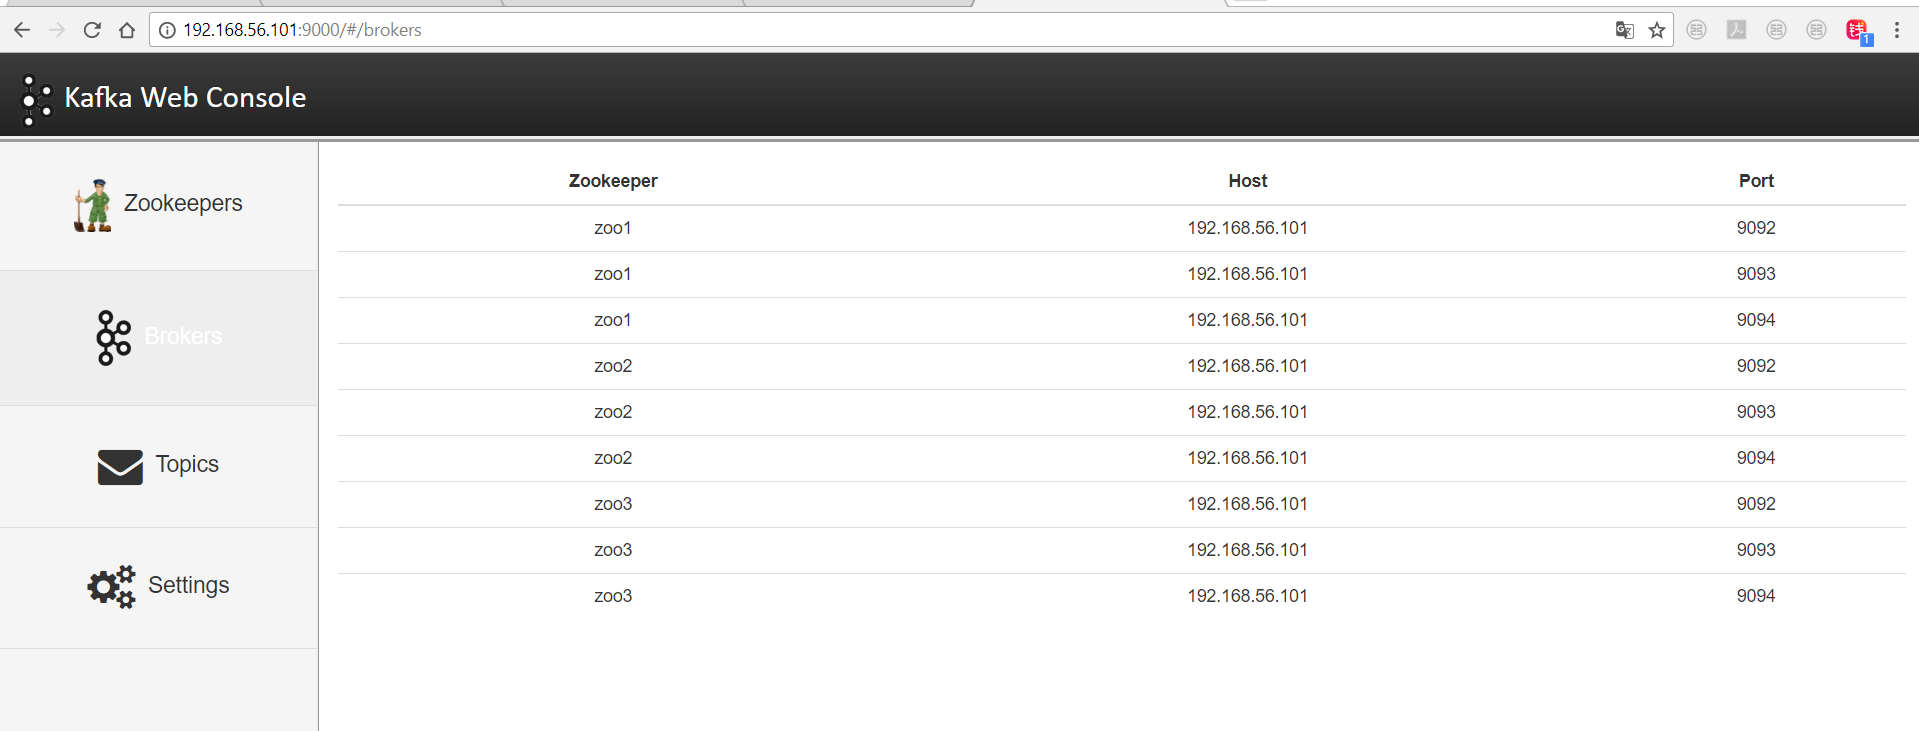 192.168.56.101:9000/#/brokers
钱
1
Kafka Web Console
Zookeepers
Brokers
Topics
Settings
Zookeeper Host Port
zoo1 192.168.56.101 9092
zoo1 192.168.56.101 9093
zoo1 192.168.56.101 9094
zoo2 192.168.56.101 9092
zoo2 192.168.56.101 9093
zoo2 192.168.56.101 9094
zoo3 192.168.56.101 9092
zoo3 192.168.56.101 9093
zoo3 192.168.56.101 9094